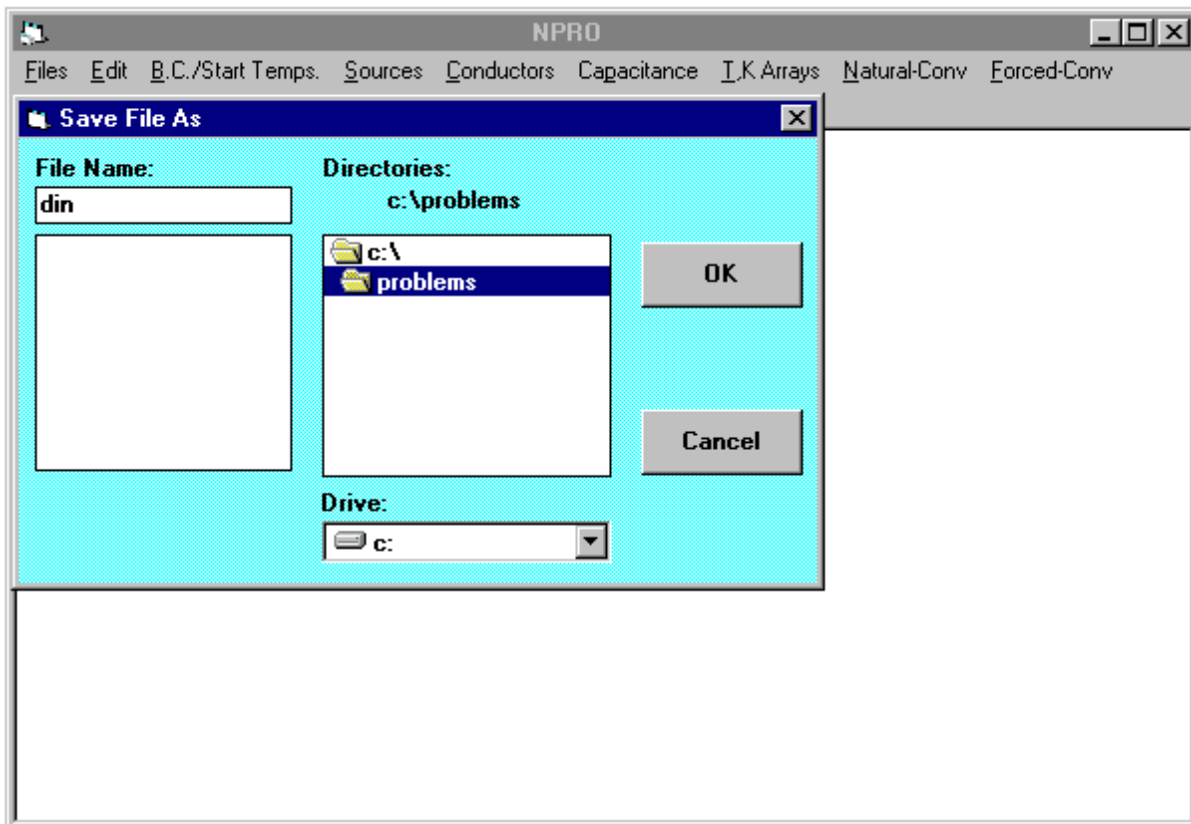 NPRO
Files Edit B.C./Start Temps. Sources Conductors Capacitance T,K Arrays Natural-Conv Forced-Conv
Save File As
File Name:
din
Directories:
c:\problems
c:\
problems
OK
Cancel
Drive:
c: